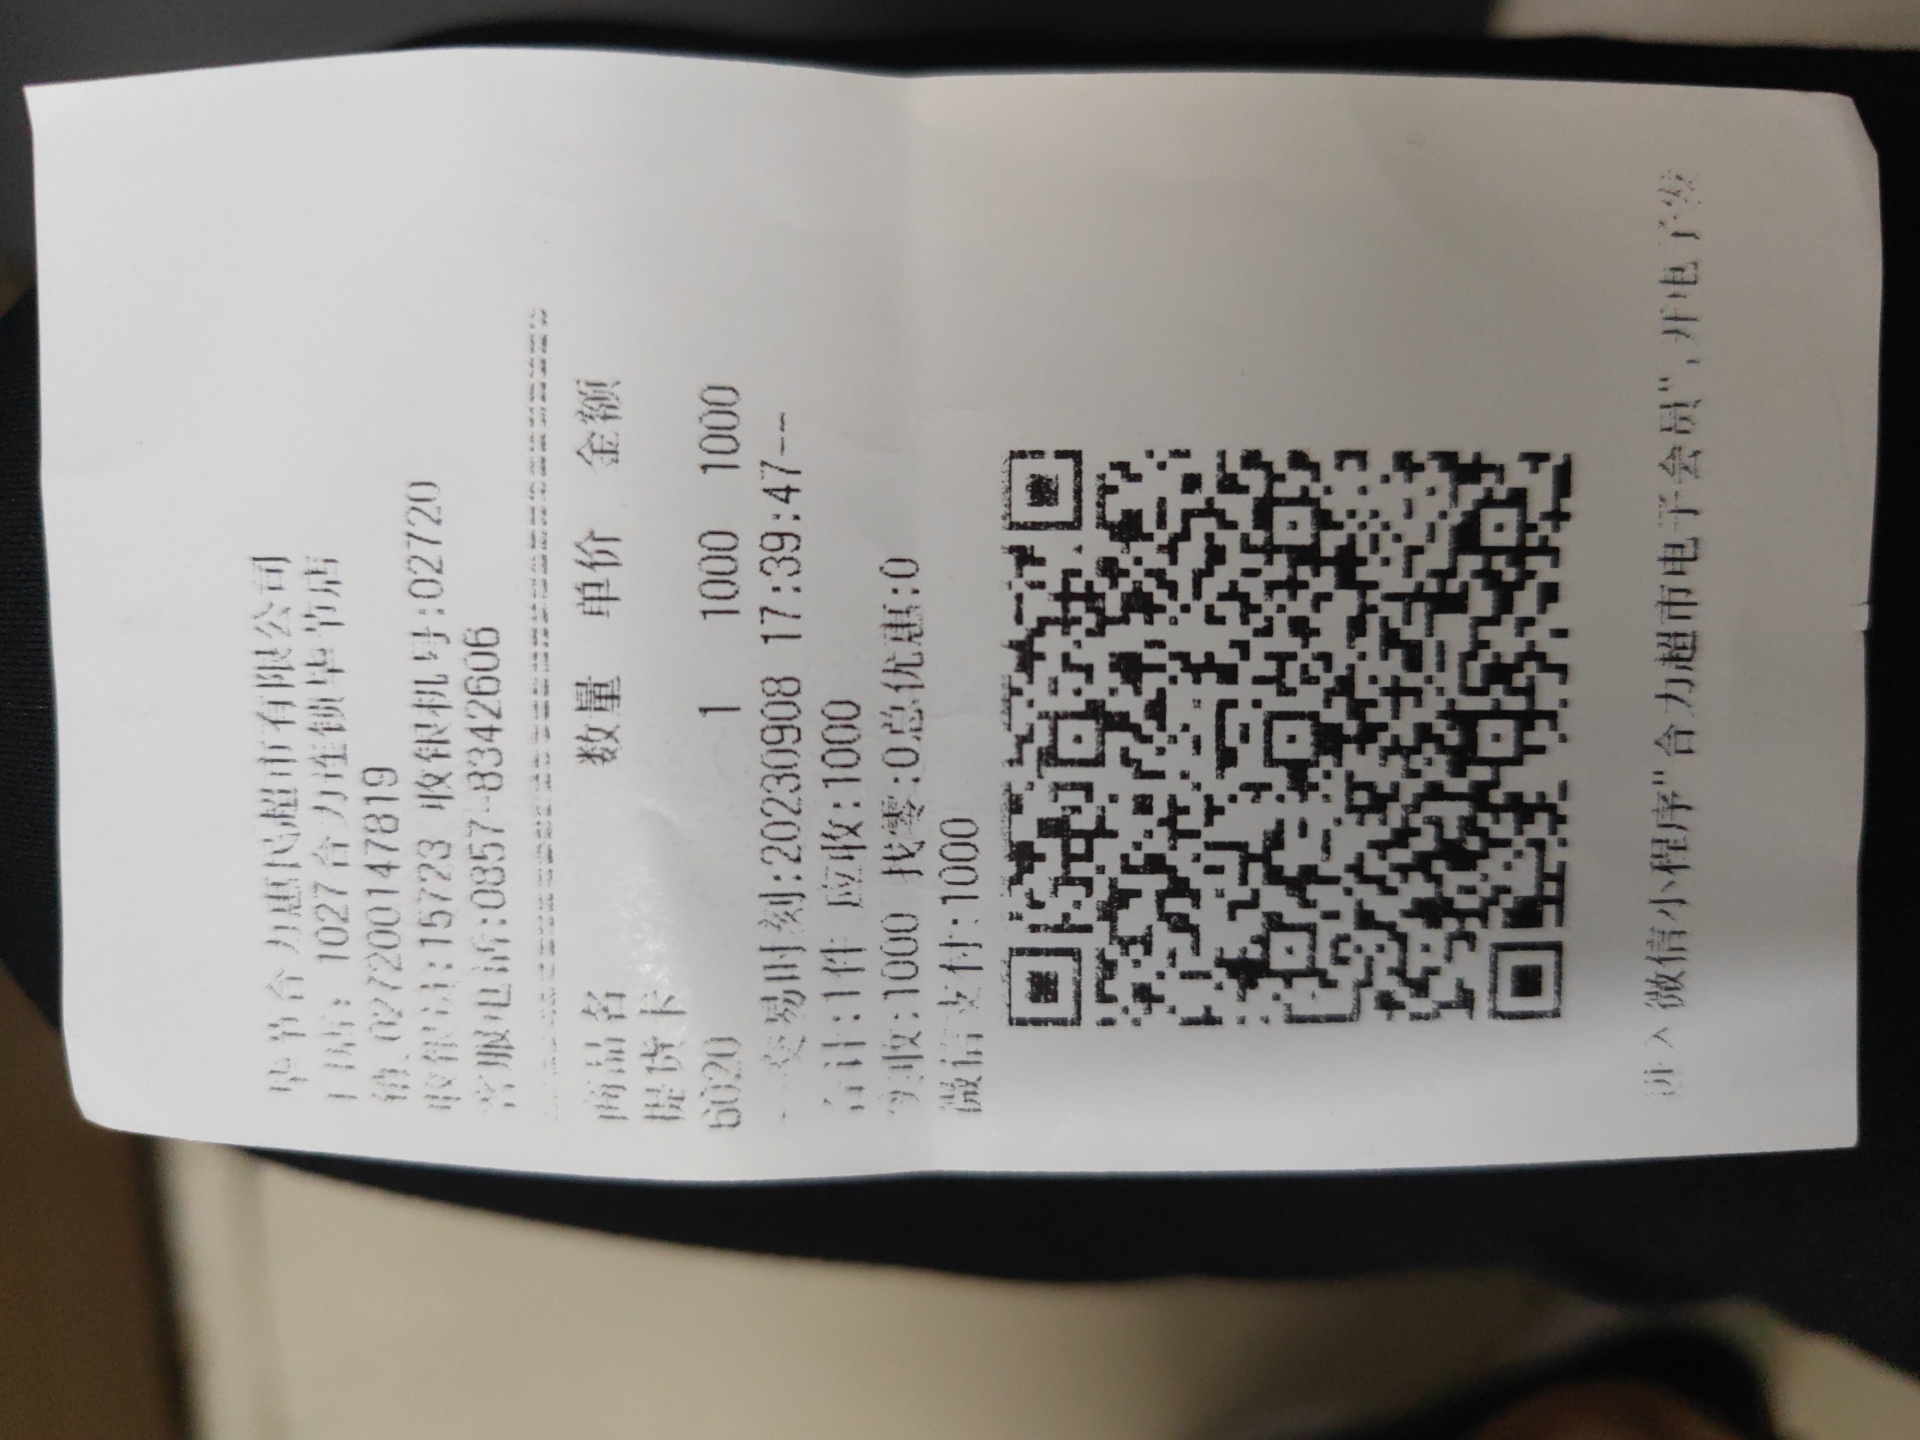 毕节合力惠民超市有限公司
门店: 1027合力连锁毕节店
销:027200147819
收银员:15723 收银机号:02720
客服电话:0857-8342606
商品名 数量 单价 金额
提货卡
6020 1 1000 1000
--交易时刻:20230908 17:39:47--
合计:1件 应收:1000
实收:1000 找零:0总优惠:0
微信支付:1000
进入微信小程序"合力超市电子会员",开电子发